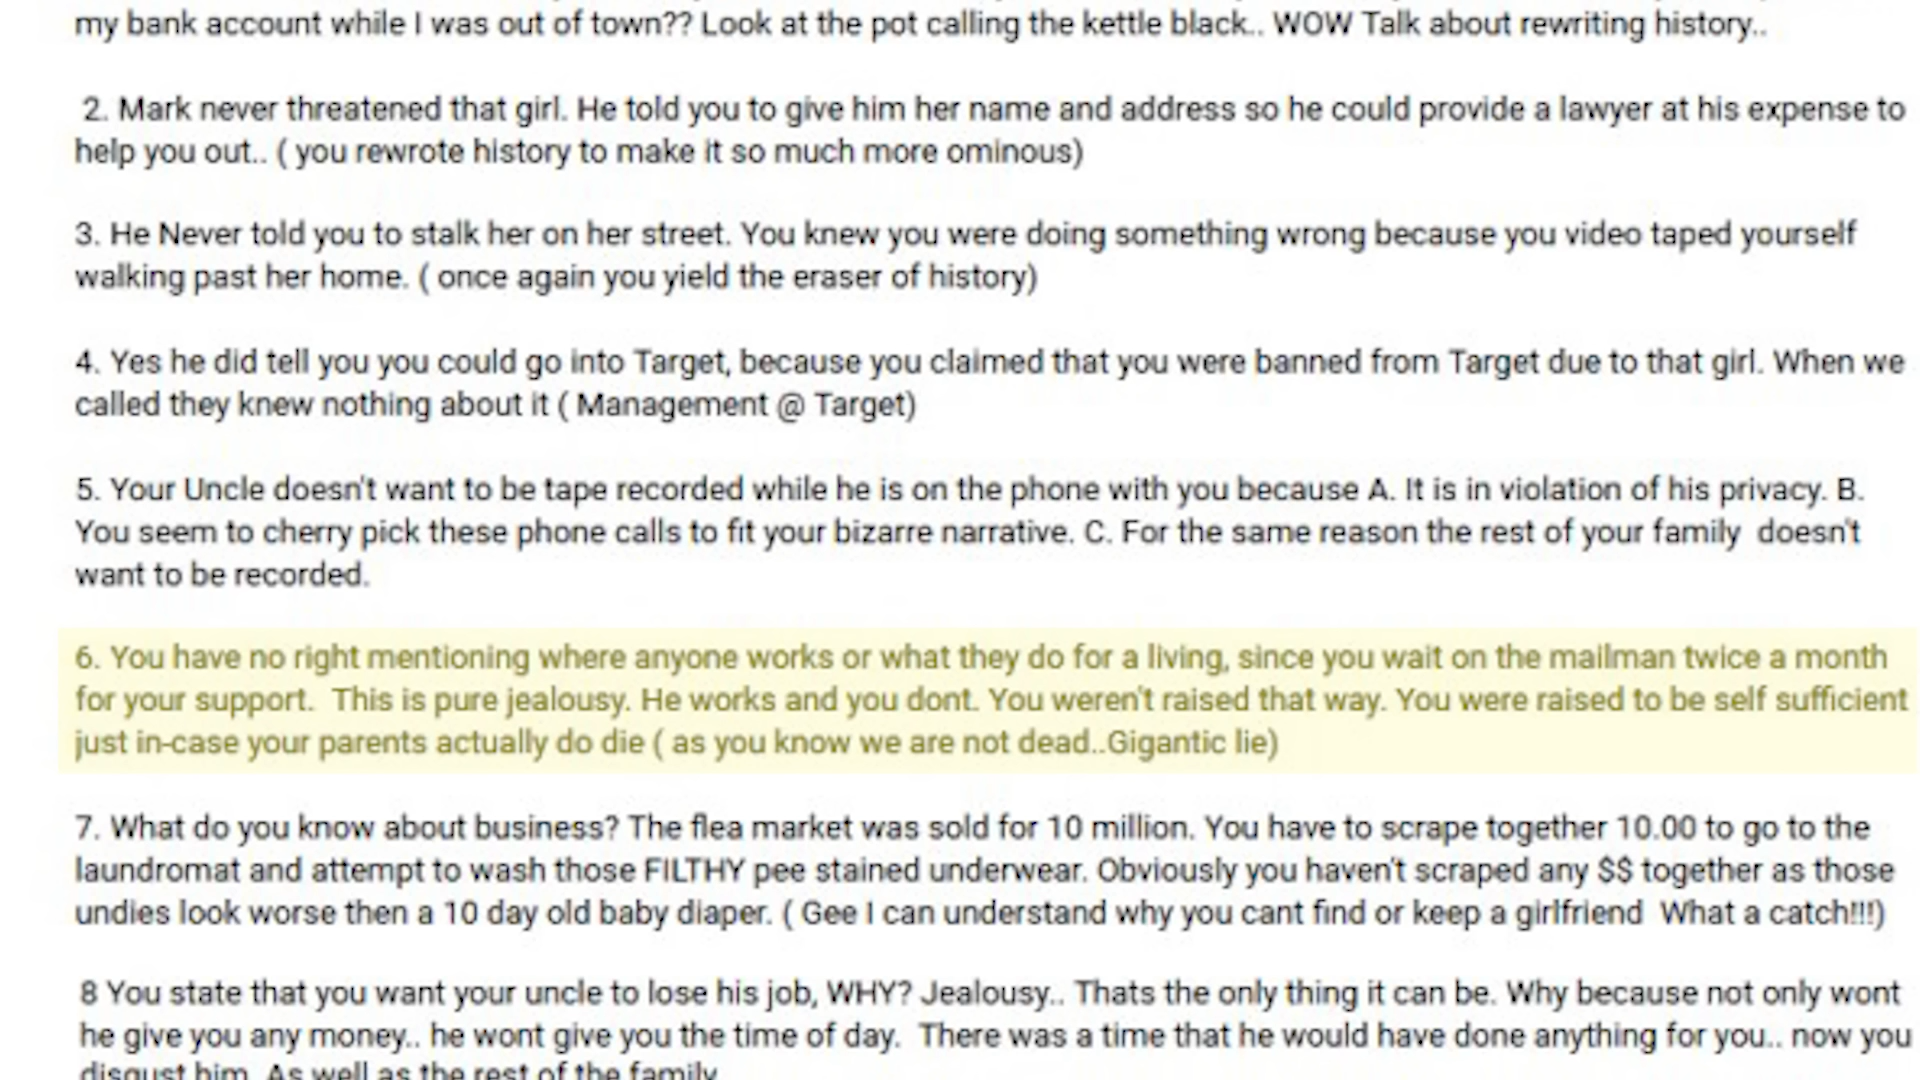 my bank account while I was out of town?? Look at the pot calling the kettle black.. WOW Talk about rewriting history..
2. Mark never threatened that girl. He told you to give him her name and address so he could provide a lawyer at his expense to
help you out.. ( you rewrote history to make it so much more ominous)
3. He Never told you to stalk her on her street. You knew you were doing something wrong because you video taped yourself
walking past her home. ( once again you yield the eraser of history)
4. Yes he did tell you you could go into Target, because you claimed that you were banned from Target due to that girl. When we
called they knew nothing about it ( Management @ Target)
5. Your Uncle doesn't want to be tape recorded while he is on the phone with you because A. It is in violation of his privacy. B.
You seem to cherry pick these phone calls to fit your bizarre narrative. C. For the same reason the rest of your family  doesn't
want to be recorded.
6. You have no right mentioning where anyone works or what they do for a living, since you wait on the mailman twice a month
for your support.  This is pure jealousy. He works and you dont. You weren't raised that way. You were raised to be self sufficient
just in-case your parents actually do die ( as you know we are not dead..Gigantic lie)
7. What do you know about business? The flea market was sold for 10 million. You have to scrape together 10.00 to go to the
laundromat and attempt to wash those FILTHY pee stained underwear. Obviously you haven't scraped any $$ together as those
undies look worse then a 10 day old baby diaper. ( Gee I can understand why you cant find or keep a girlfriend  What a catch!!!)
8 You state that you want your uncle to lose his job, WHY? Jealousy.. Thats the only thing it can be. Why because not only wont
he give you any money.. he wont give you the time of day.  There was a time that he would have done anything for you.. now you
disgust him. As well as the rest of the family